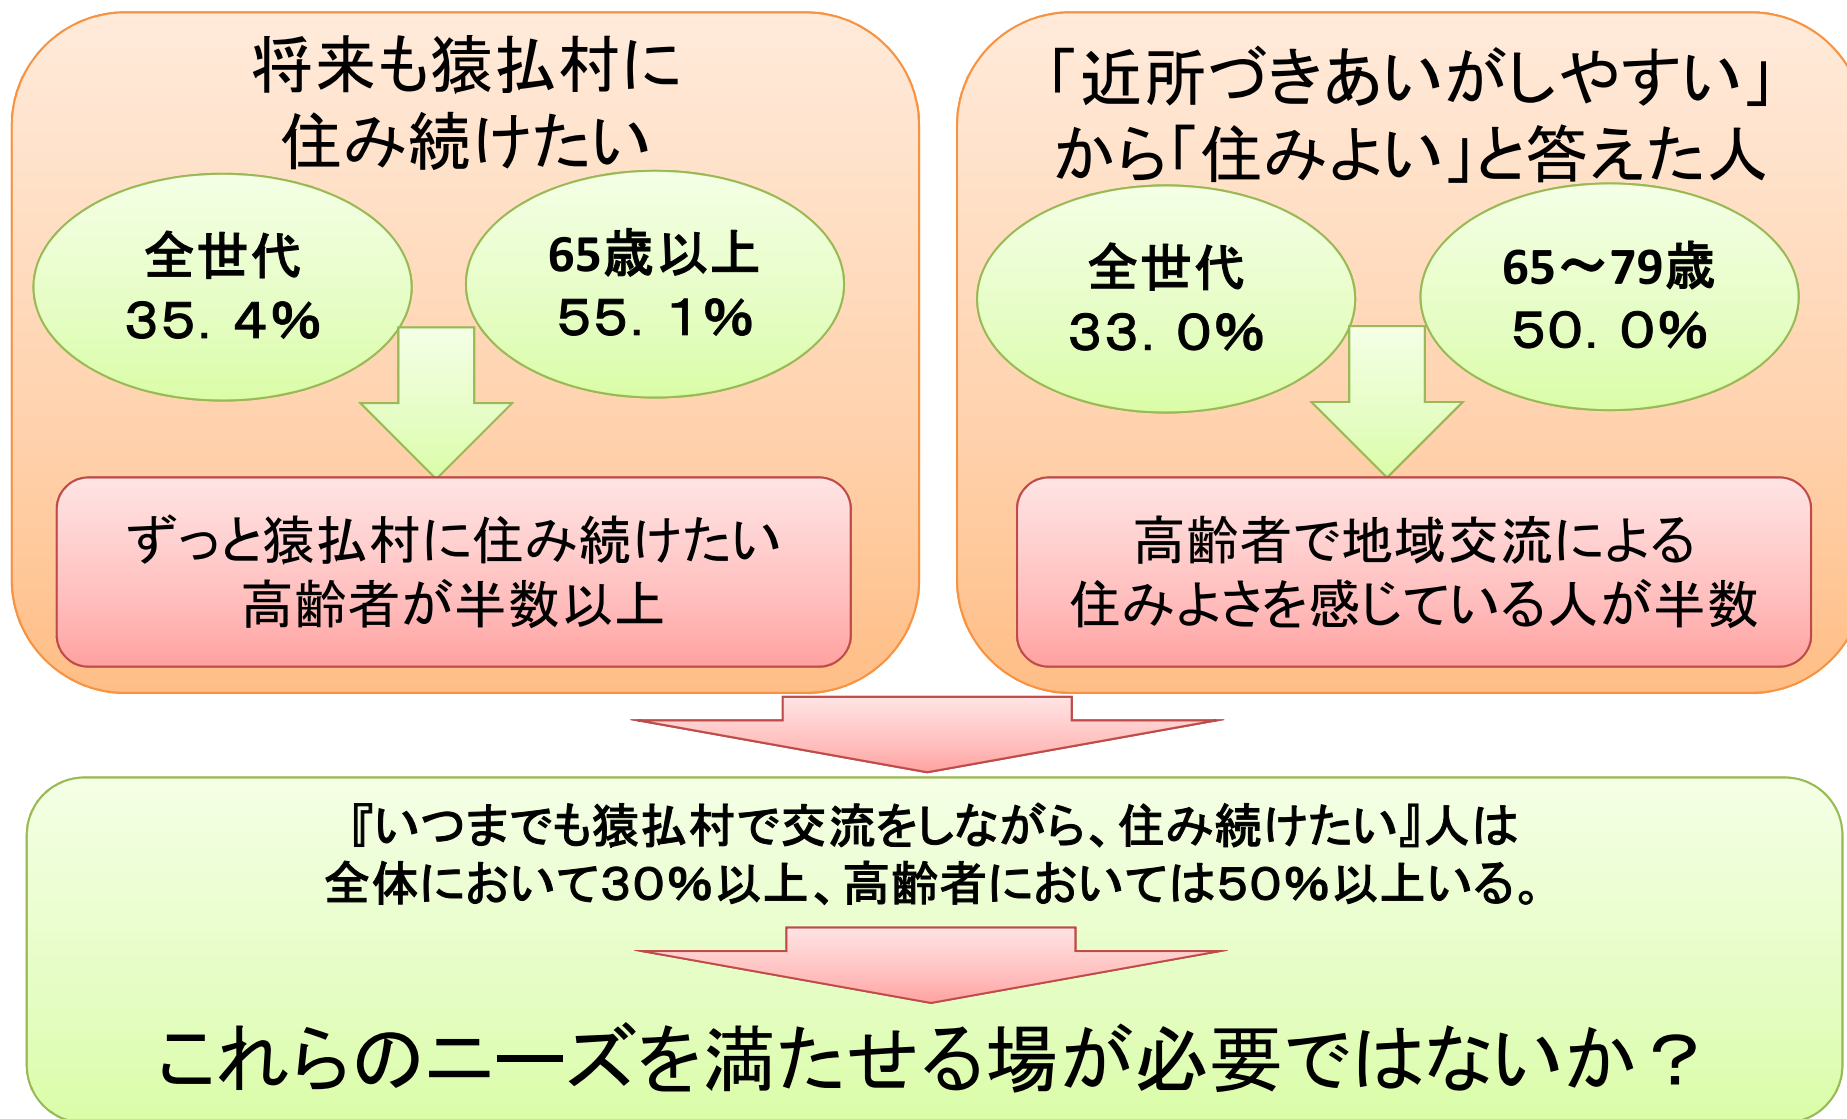 将来も猿払村に
住み続けたい
全世代
35．4%
65歳以上
55．1%
ずっと猿払村に住み続けたい
高齢者が半数以上
「近所づきあいがしやすい」
から「住みよい」と答えた人
全世代
33．0%
65～79歳
50．0%
高齢者で地域交流による
住みよさを感じている人が半数
『いつまでも猿払村で交流をしながら、住み続けたい』人は
全体において30%以上、高齢者においては50%以上いる。
これらのニーズを満たせる場が必要ではないか？